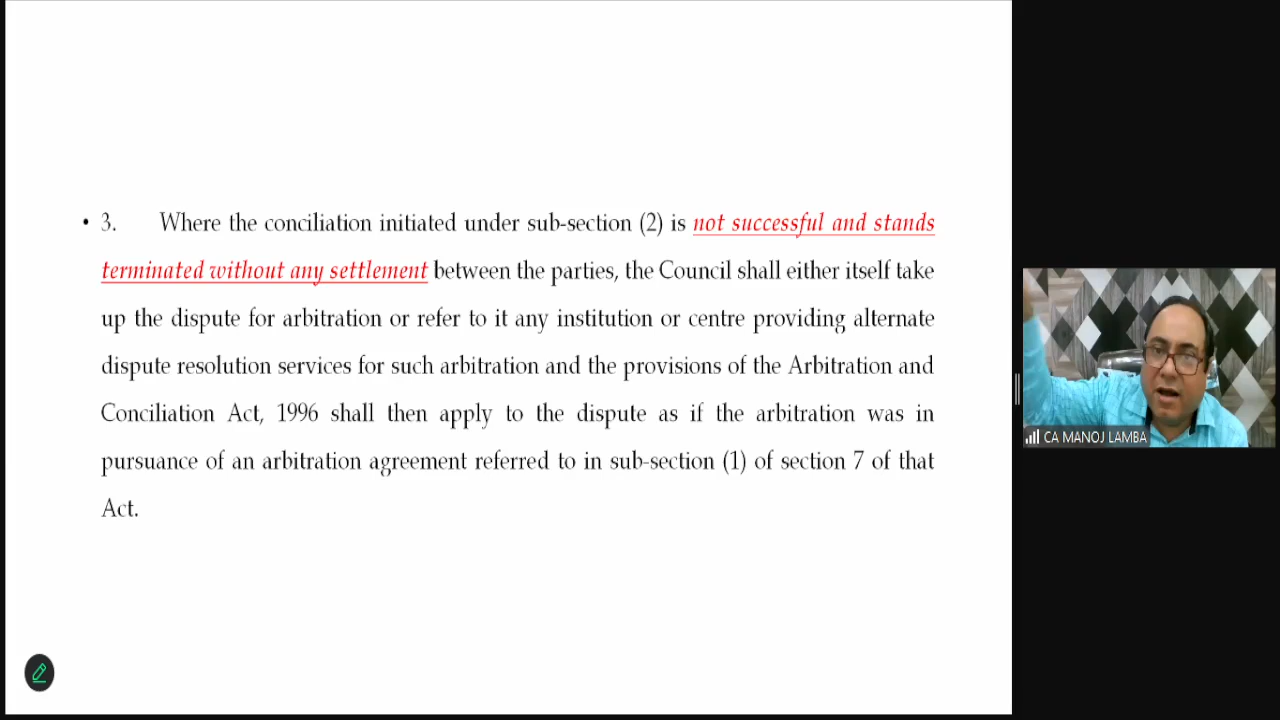 • 3. Where the conciliation initiated under sub-section (2) is not successful and stands
terminated without any settlement between the parties, the Council shall either itself take
up the dispute for arbitration or refer to it any institution or centre providing alternate
dispute resolution services for such arbitration and the provisions of the Arbitration and
Conciliation Act, 1996 shall then apply to the dispute as if the arbitration was in
pursuance of an arbitration agreement referred to in sub-section (1) of section 7 of that
Act.
CA MANOJ LAMBA